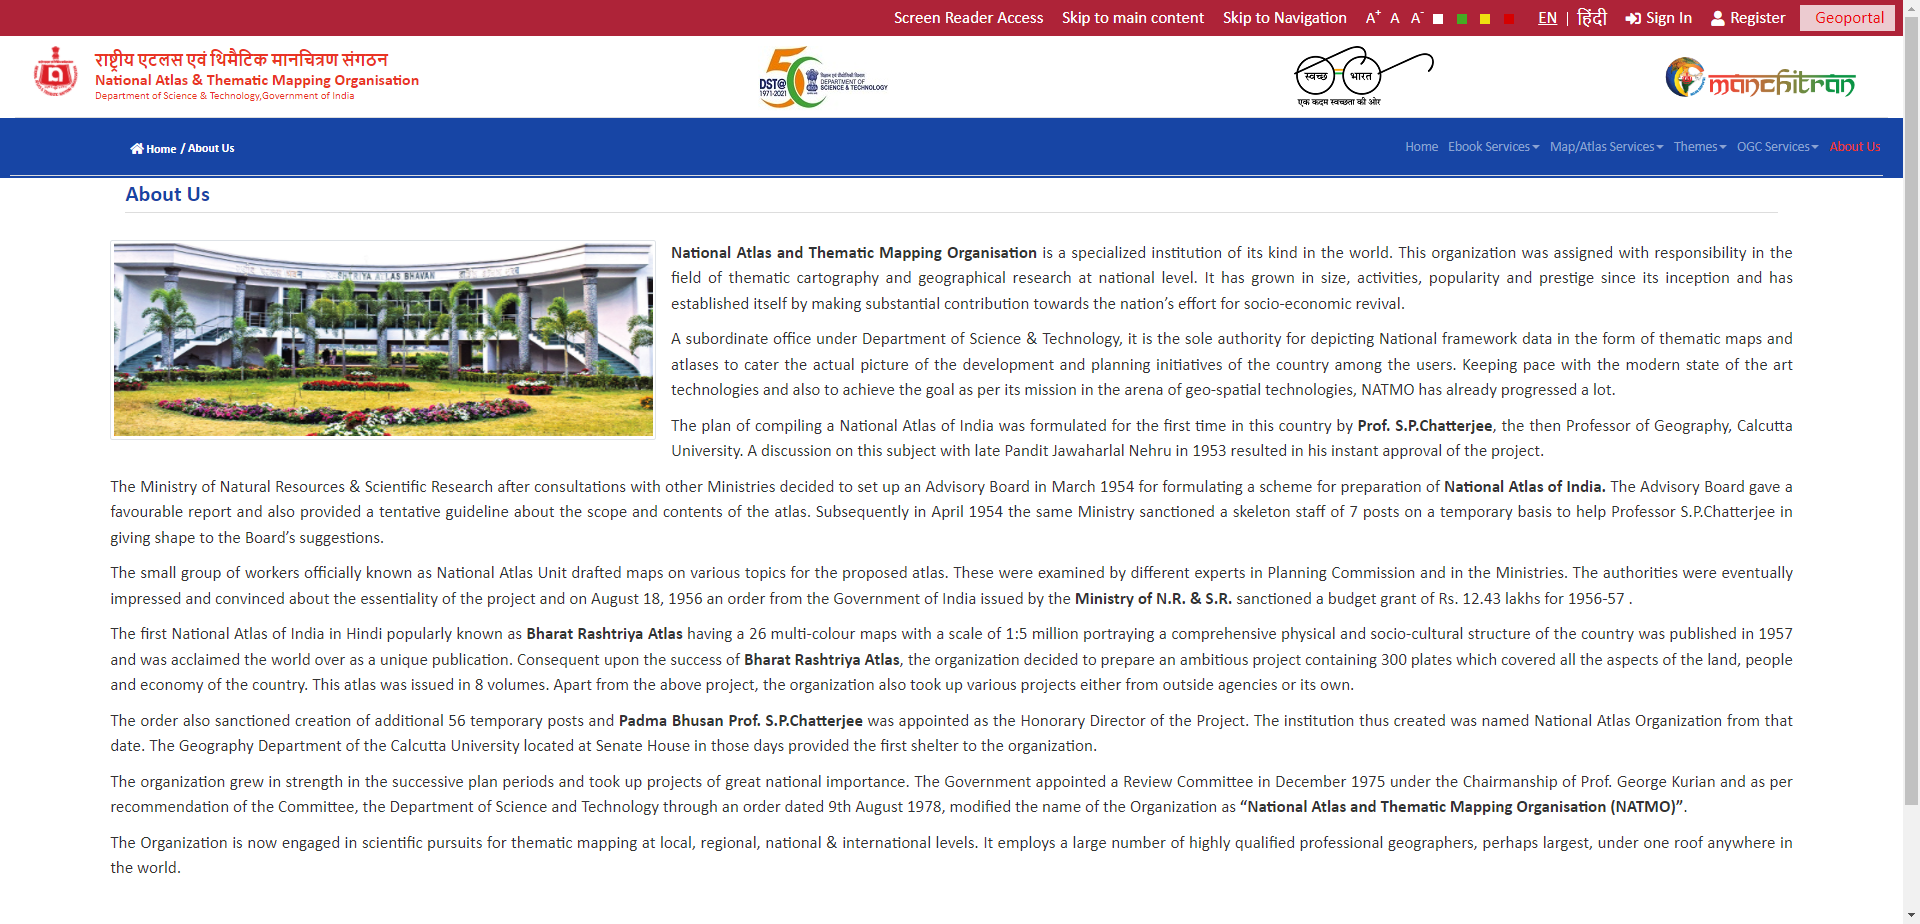 Screen Reader Access Skip to main content Skip to Navigation A+ A A- EN | हिंदी Sign In Register Geoportal
राष्ट्रीय एटलस एवं थिमैटिक मानचित्रण संगठन
National Atlas & Thematic Mapping Organisation
Department of Science & Technology,Government of India
50
DST@
1971-2021
विज्ञान एवं प्रौद्योगिकी विभाग
DEPARTMENT OF
SCIENCE & TECHNOLOGY
स्वच्छ भारत
एक कदम स्वच्छता की ओर
manchitran
Home / About Us
Home Ebook Services Map/Atlas Services Themes OGC Services About Us
About Us
National Atlas and Thematic Mapping Organisation is a specialized institution of its kind in the world. This organization was assigned with responsibility in the
field of thematic cartography and geographical research at national level. It has grown in size, activities, popularity and prestige since its inception and has
established itself by making substantial contribution towards the nation’s effort for socio-economic revival.
A subordinate office under Department of Science & Technology, it is the sole authority for depicting National framework data in the form of thematic maps and
atlases to cater the actual picture of the development and planning initiatives of the country among the users. Keeping pace with the modern state of the art
technologies and also to achieve the goal as per its mission in the arena of geo-spatial technologies, NATMO has already progressed a lot.
The plan of compiling a National Atlas of India was formulated for the first time in this country by Prof. S.P.Chatterjee, the then Professor of Geography, Calcutta
University. A discussion on this subject with late Pandit Jawaharlal Nehru in 1953 resulted in his instant approval of the project.
The Ministry of Natural Resources & Scientific Research after consultations with other Ministries decided to set up an Advisory Board in March 1954 for formulating a scheme for preparation of National Atlas of India. The Advisory Board gave a
favourable report and also provided a tentative guideline about the scope and contents of the atlas. Subsequently in April 1954 the same Ministry sanctioned a skeleton staff of 7 posts on a temporary basis to help Professor S.P.Chatterjee in
giving shape to the Board’s suggestions.
The small group of workers officially known as National Atlas Unit drafted maps on various topics for the proposed atlas. These were examined by different experts in Planning Commission and in the Ministries. The authorities were eventually
impressed and convinced about the essentiality of the project and on August 18, 1956 an order from the Government of India issued by the Ministry of N.R. & S.R. sanctioned a budget grant of Rs. 12.43 lakhs for 1956-57 .
The first National Atlas of India in Hindi popularly known as Bharat Rashtriya Atlas having a 26 multi-colour maps with a scale of 1:5 million portraying a comprehensive physical and socio-cultural structure of the country was published in 1957
and was acclaimed the world over as a unique publication. Consequent upon the success of Bharat Rashtriya Atlas, the organization decided to prepare an ambitious project containing 300 plates which covered all the aspects of the land, people
and economy of the country. This atlas was issued in 8 volumes. Apart from the above project, the organization also took up various projects either from outside agencies or its own.
The order also sanctioned creation of additional 56 temporary posts and Padma Bhusan Prof. S.P.Chatterjee was appointed as the Honorary Director of the Project. The institution thus created was named National Atlas Organization from that
date. The Geography Department of the Calcutta University located at Senate House in those days provided the first shelter to the organization.
The organization grew in strength in the successive plan periods and took up projects of great national importance. The Government appointed a Review Committee in December 1975 under the Chairmanship of Prof. George Kurian and as per
recommendation of the Committee, the Department of Science and Technology through an order dated 9th August 1978, modified the name of the Organization as “National Atlas and Thematic Mapping Organisation (NATMO)”.
The Organization is now engaged in scientific pursuits for thematic mapping at local, regional, national & international levels. It employs a large number of highly qualified professional geographers, perhaps largest, under one roof anywhere in
the world.